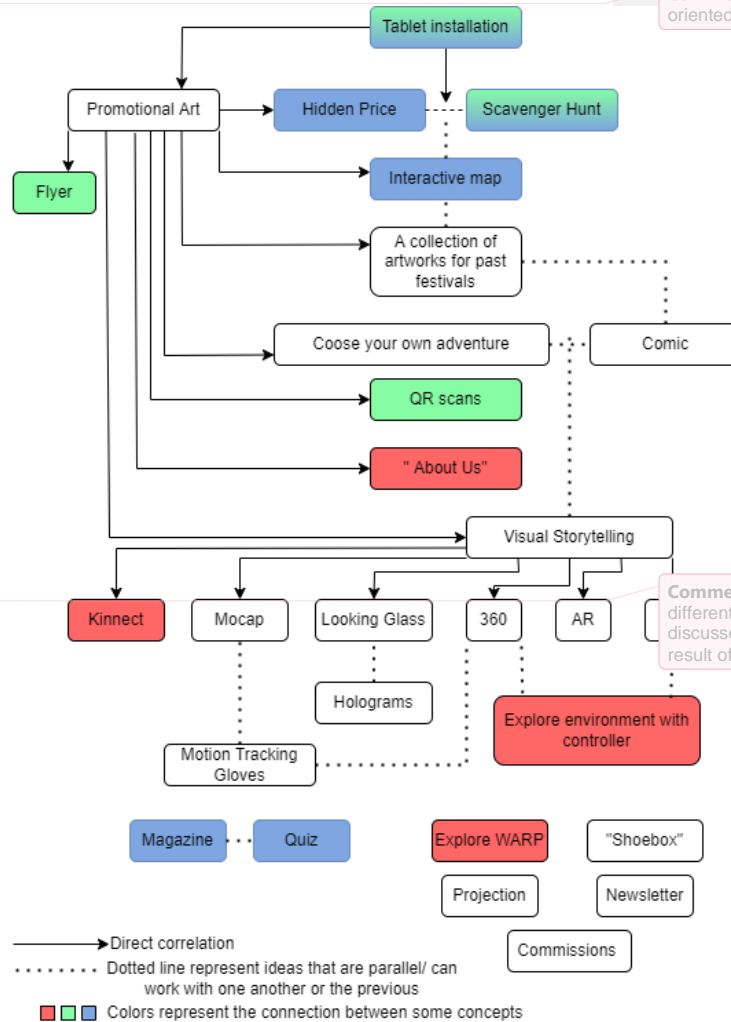 oriented
Tablet installation
Promotional Art
Hidden Price
Scavenger Hunt
Flyer
Interactive map
A collection of
artworks for past
festivals
Coose your own adventure
Comic
QR scans
" About Us"
Visual Storytelling
Kinnect
Mocap
Looking Glass
360
AR
Comme
different
discusse
result of
Holograms
Explore environment with
controller
Motion Tracking
Gloves
Magazine
Quiz
Explore WARP
"Shoebox"
Projection
Newsletter
Commissions
Direct correlation
Dotted line represent ideas that are parallel/ can
work with one another or the previous
Colors represent the connection between some concepts